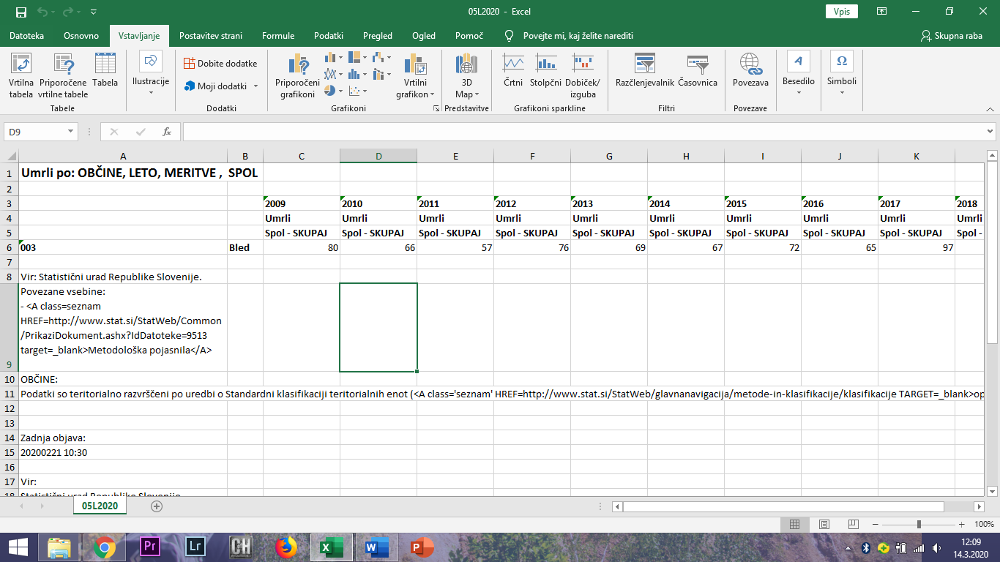 05L2020 - Excel
Vpis
Datoteka Osnovno Vstavljanje Postavitev strani Formule Podatki Pregled Ogled Pomoč Povejte mi, kaj želite narediti Skupna raba
Vrtilna tabela
Priporočene vrtilne tabele
Tabela
Tabele
Ilustracije
Dobite dodatke
Moji dodatki
Dodatki
Priporočeni grafikoni
Vrtilni grafikon
Grafikoni
3D Map
Predstavitve
Črtni
Stolpčni
Dobiček/izguba
Grafikoni sparkline
Razčlenjevalnik
Časovnica
Filtri
Povezava
Povezave
A
Besedilo
Ω
Simboli
D9
fx
A B C D E F G H I J K
1 Umrli po: OBČINE, LETO, MERITVE , SPOL
2
3 2009 2010 2011 2012 2013 2014 2015 2016 2017 2018
4 Umrli Umrli Umrli Umrli Umrli Umrli Umrli Umrli Umrli Umrli
5 Spol - SKUPAJ Spol - SKUPAJ Spol - SKUPAJ Spol - SKUPAJ Spol - SKUPAJ Spol - SKUPAJ Spol - SKUPAJ Spol - SKUPAJ Spol - SKUPAJ Spol -
6 003 Bled 80 66 57 76 69 67 72 65 97
7
8 Vir: Statistični urad Republike Slovenije.
Povezane vsebine:
- <A class=seznam
HREF=http://www.stat.si/StatWeb/Common
/PrikaziDokument.ashx?IdDatoteke=9513
target=_blank>Metodološka pojasnila</A>
9
10 OBČINE:
11 Podatki so teritorialno razvrščeni po uredbi o Standardni klasifikaciji teritorialnih enot (<A class='seznam' HREF=http://www.stat.si/StatWeb/glavnanavigacija/metode-in-klasifikacije/klasifikacije TARGET=_blank>op
12
13
14 Zadnja objava:
15 20200221 10:30
16
17 Vir:
18 Statistični urad Republike Slovenije
05L2020
100%
Pr Lr W P
12:09
14.3.2020